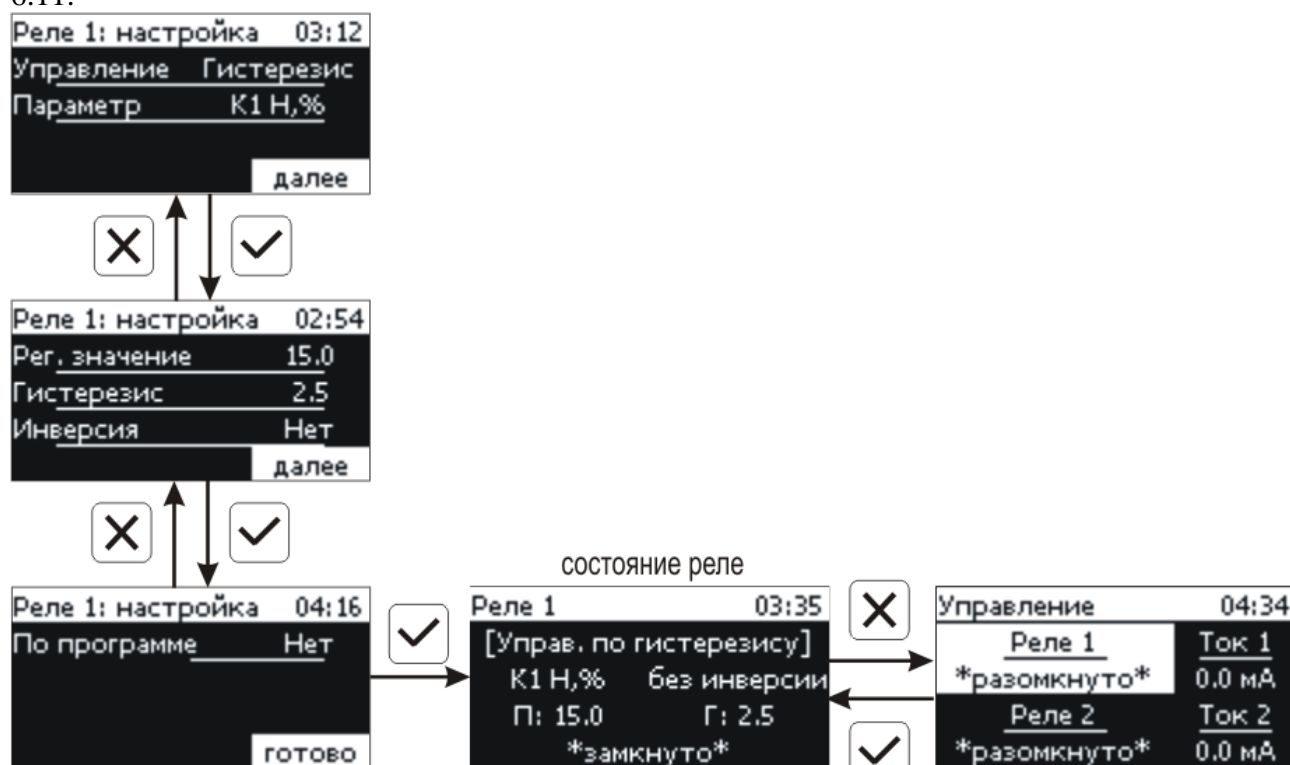 6.11.
Реле 1: настройка 03:12
Управление Гистерезис
Параметр К1 Н,%
далее
Реле 1: настройка 02:54
Рег. значение 15.0
Гистерезис 2.5
Инверсия Нет
далее
Реле 1: настройка 04:16
По программе Нет
готово
состояние реле
Реле 1 03:35
[Управ. по гистерезису]
К1 Н,% без инверсии
П: 15.0 Г: 2.5
*замкнуто*
Управление 04:34
Реле 1 Ток 1
*разомкнуто* 0.0 мА
Реле 2 Ток 2
*разомкнуто* 0.0 мА